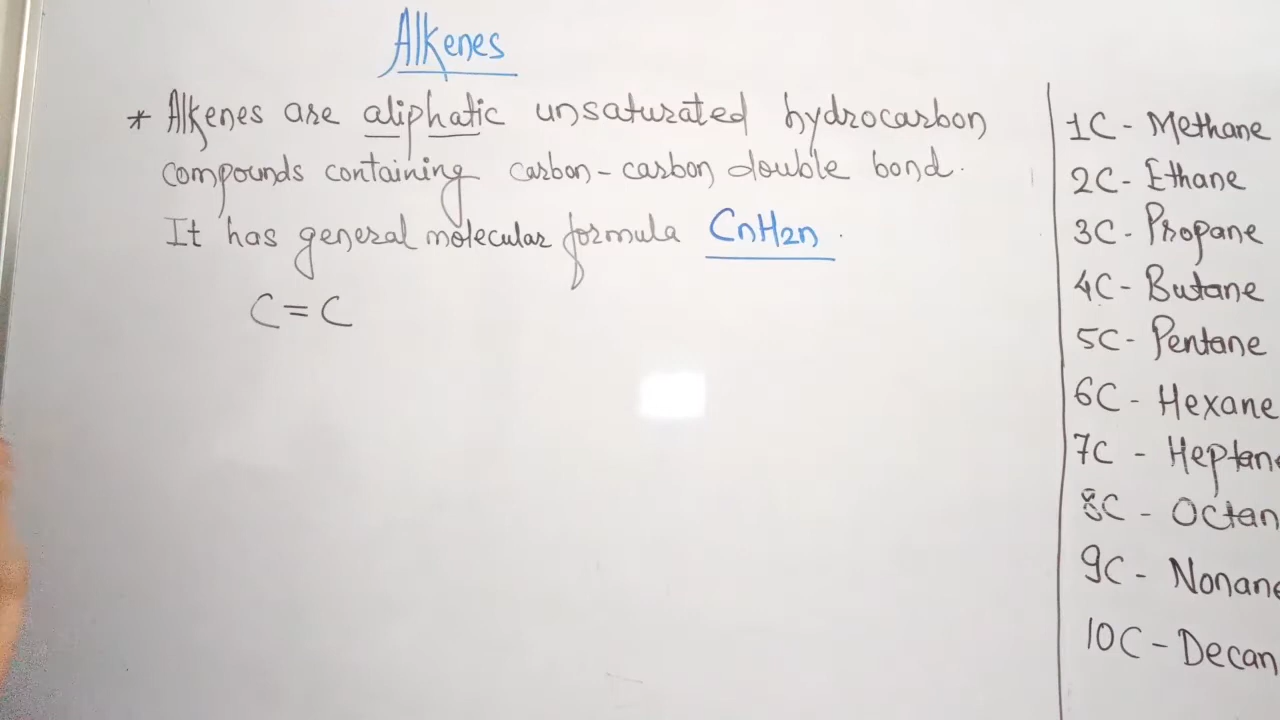 Alkenes
* Alkenes are aliphatic unsaturated hydrocarbon
compounds containing carbon-carbon double bond.
It has general molecular formula CnH2n.
C=C
1C - Methane
2C - Ethane
3C - Propane
4C - Butane
5C - Pentane
6C - Hexane
7C - Heptane
8C - Octan
9C - Nonane
10C - Decan